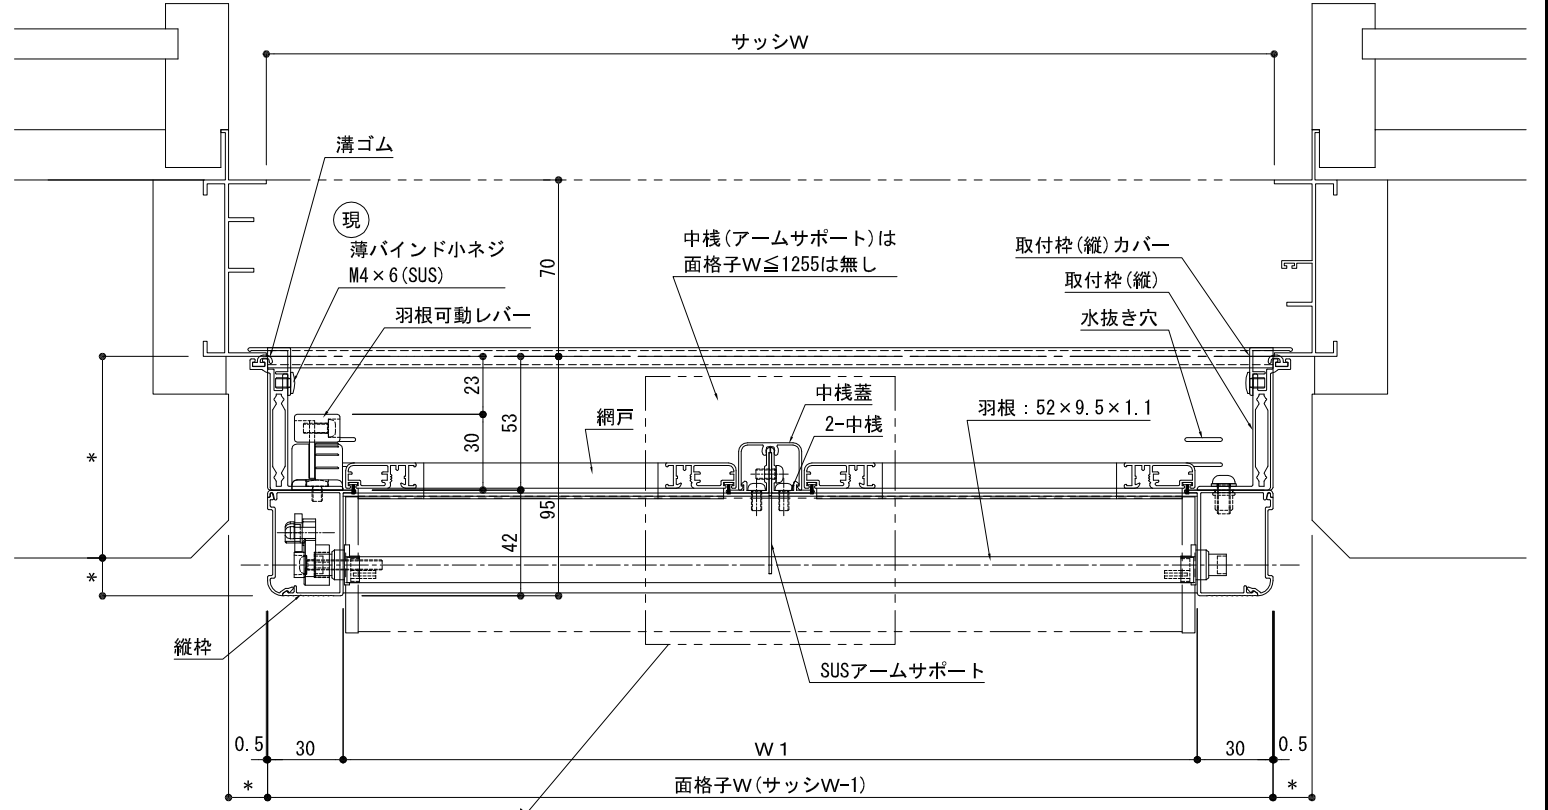 サッシW
溝ゴム
現
薄バインド小ネジ
M4×6(SUS)
羽根可動レバー
70
中桟(アームサポート)は
面格子W≦1255は無し
取付枠(縦)カバー
取付枠(縦)
水抜き穴
23
30
53
網戸
中桟蓋
2-中桟
羽根：52×9.5×1.1
*
*
42
95
縦枠
SUSアームサポート
0.5
30
W1
30
0.5
*
面格子W(サッシW-1)
*